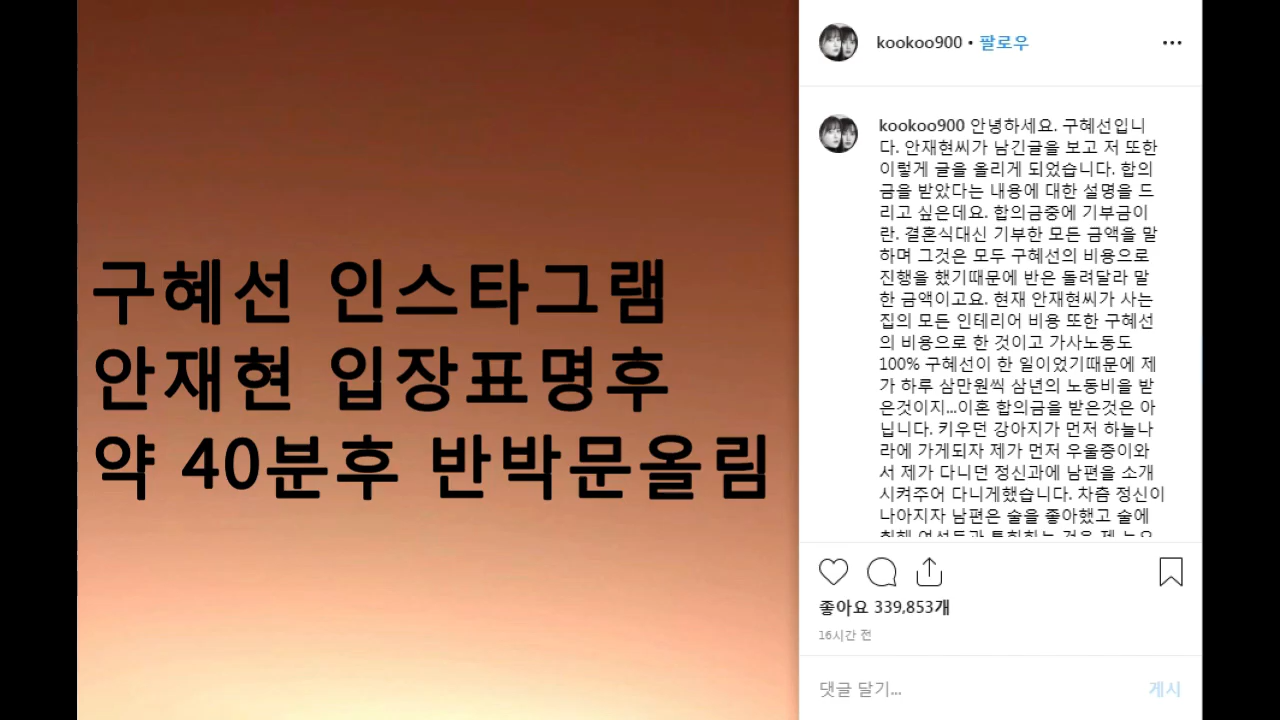 구혜선 인스타그램
안재현 입장표명후
약 40분후 반박문올림
kookoo900 • 팔로우
kookoo900 안녕하세요. 구혜선입니
다. 안재현씨가 남긴글을 보고 저 또한
이렇게 글을 올리게 되었습니다. 합의
금을 받았다는 내용에 대한 설명을 드
리고 싶은데요. 합의금중에 기부금이
란. 결혼식대신 기부한 모든 금액을 말
하며 그것은 모두 구혜선의 비용으로
진행을 했기때문에 반은 돌려달라 말
한 금액이고요. 현재 안재현씨가 사는
집의 모든 인테리어 비용 또한 구혜선
의 비용으로 한 것이고 가사노동도
100% 구혜선이 한 일이었기때문에 제
가 하루 삼만원씩 삼년의 노동비를 받
은것이지...이혼 합의금을 받은것은 아
닙니다. 키우던 강아지가 먼저 하늘나
라에 가게되자 제가 먼저 우울증이와
서 제가 다니던 정신과에 남편을 소개
시켜주어 다니게했습니다. 차츰 정신이
나아지자 남편은 술을 좋아했고 술에
좋아요 339,853개
16시간 전
댓글 달기...
게시